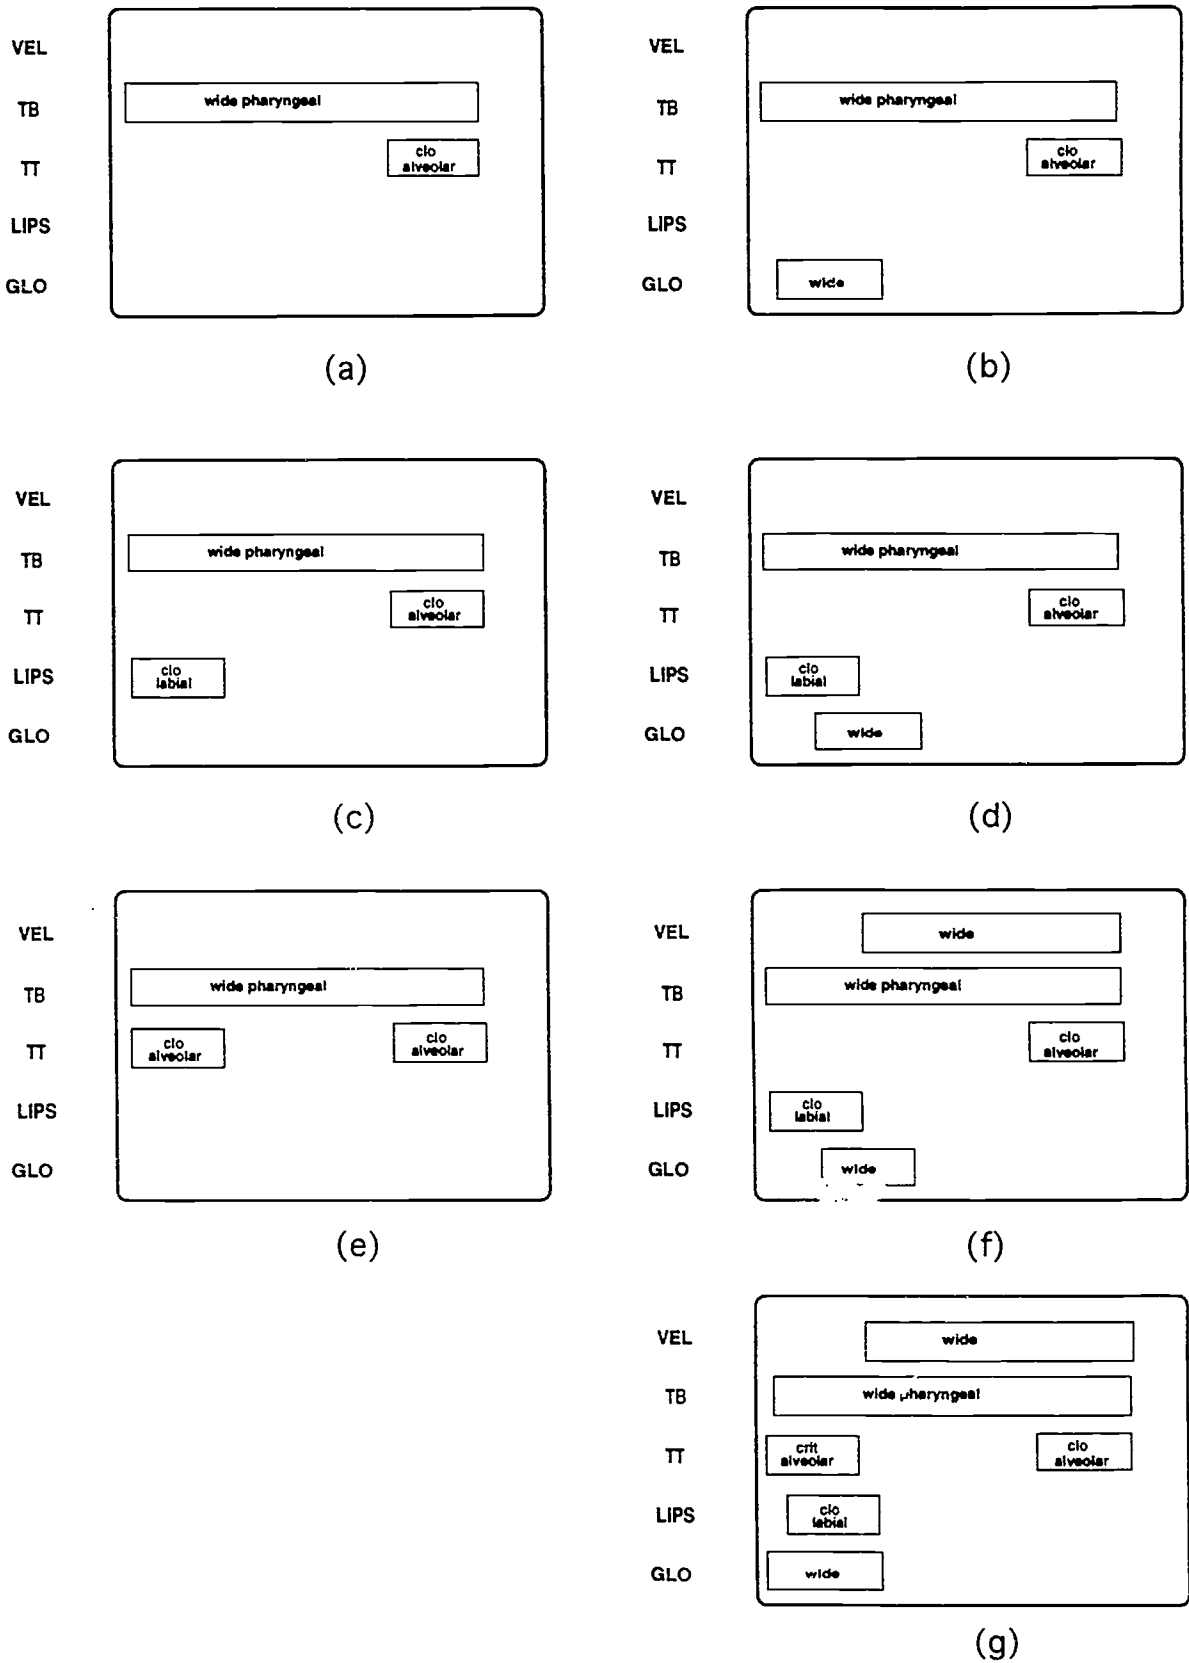 VEL
TB
wide pharyngeal
TT
clo
alveolar
LIPS
GLO
(a)
VEL
TB
wide pharyngeal
TT
clo
alveolar
LIPS
GLO
wide
(b)
VEL
TB
wide pharyngeal
TT
clo
alveolar
LIPS
clo
labial
GLO
(c)
VEL
TB
wide pharyngeal
TT
clo
alveolar
LIPS
clo
labial
GLO
wide
(d)
VEL
TB
wide pharyngeal
TT
clo
alveolar
clo
alveolar
LIPS
GLO
(e)
VEL
wide
TB
wide pharyngeal
TT
clo
alveolar
LIPS
clo
labial
GLO
wide
(f)
VEL
wide
TB
wide pharyngeal
TT
crit
alveolar
clo
alveolar
LIPS
clo
labial
GLO
wide
(g)